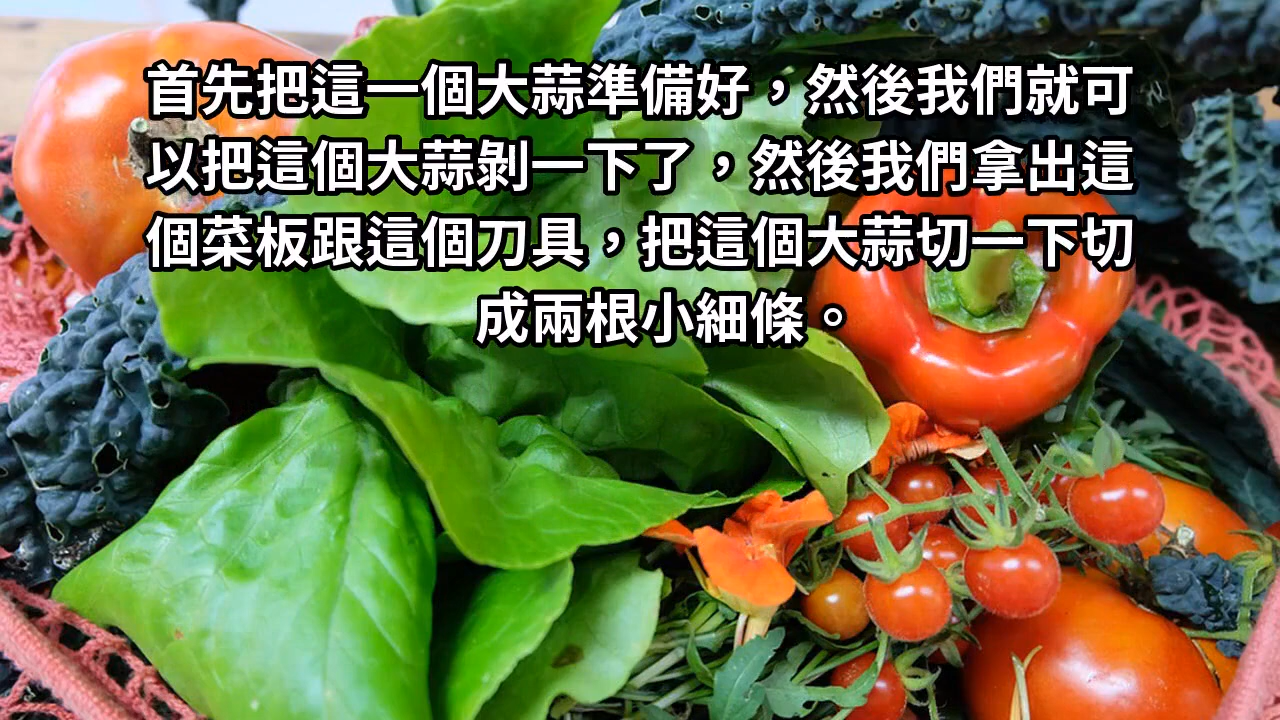 首先把這一個大蒜準備好，然後我們就可
以把這個大蒜剝一下了，然後我們拿出這
個菜板跟這個刀具，把這個大蒜切一下切
成兩根小細條。